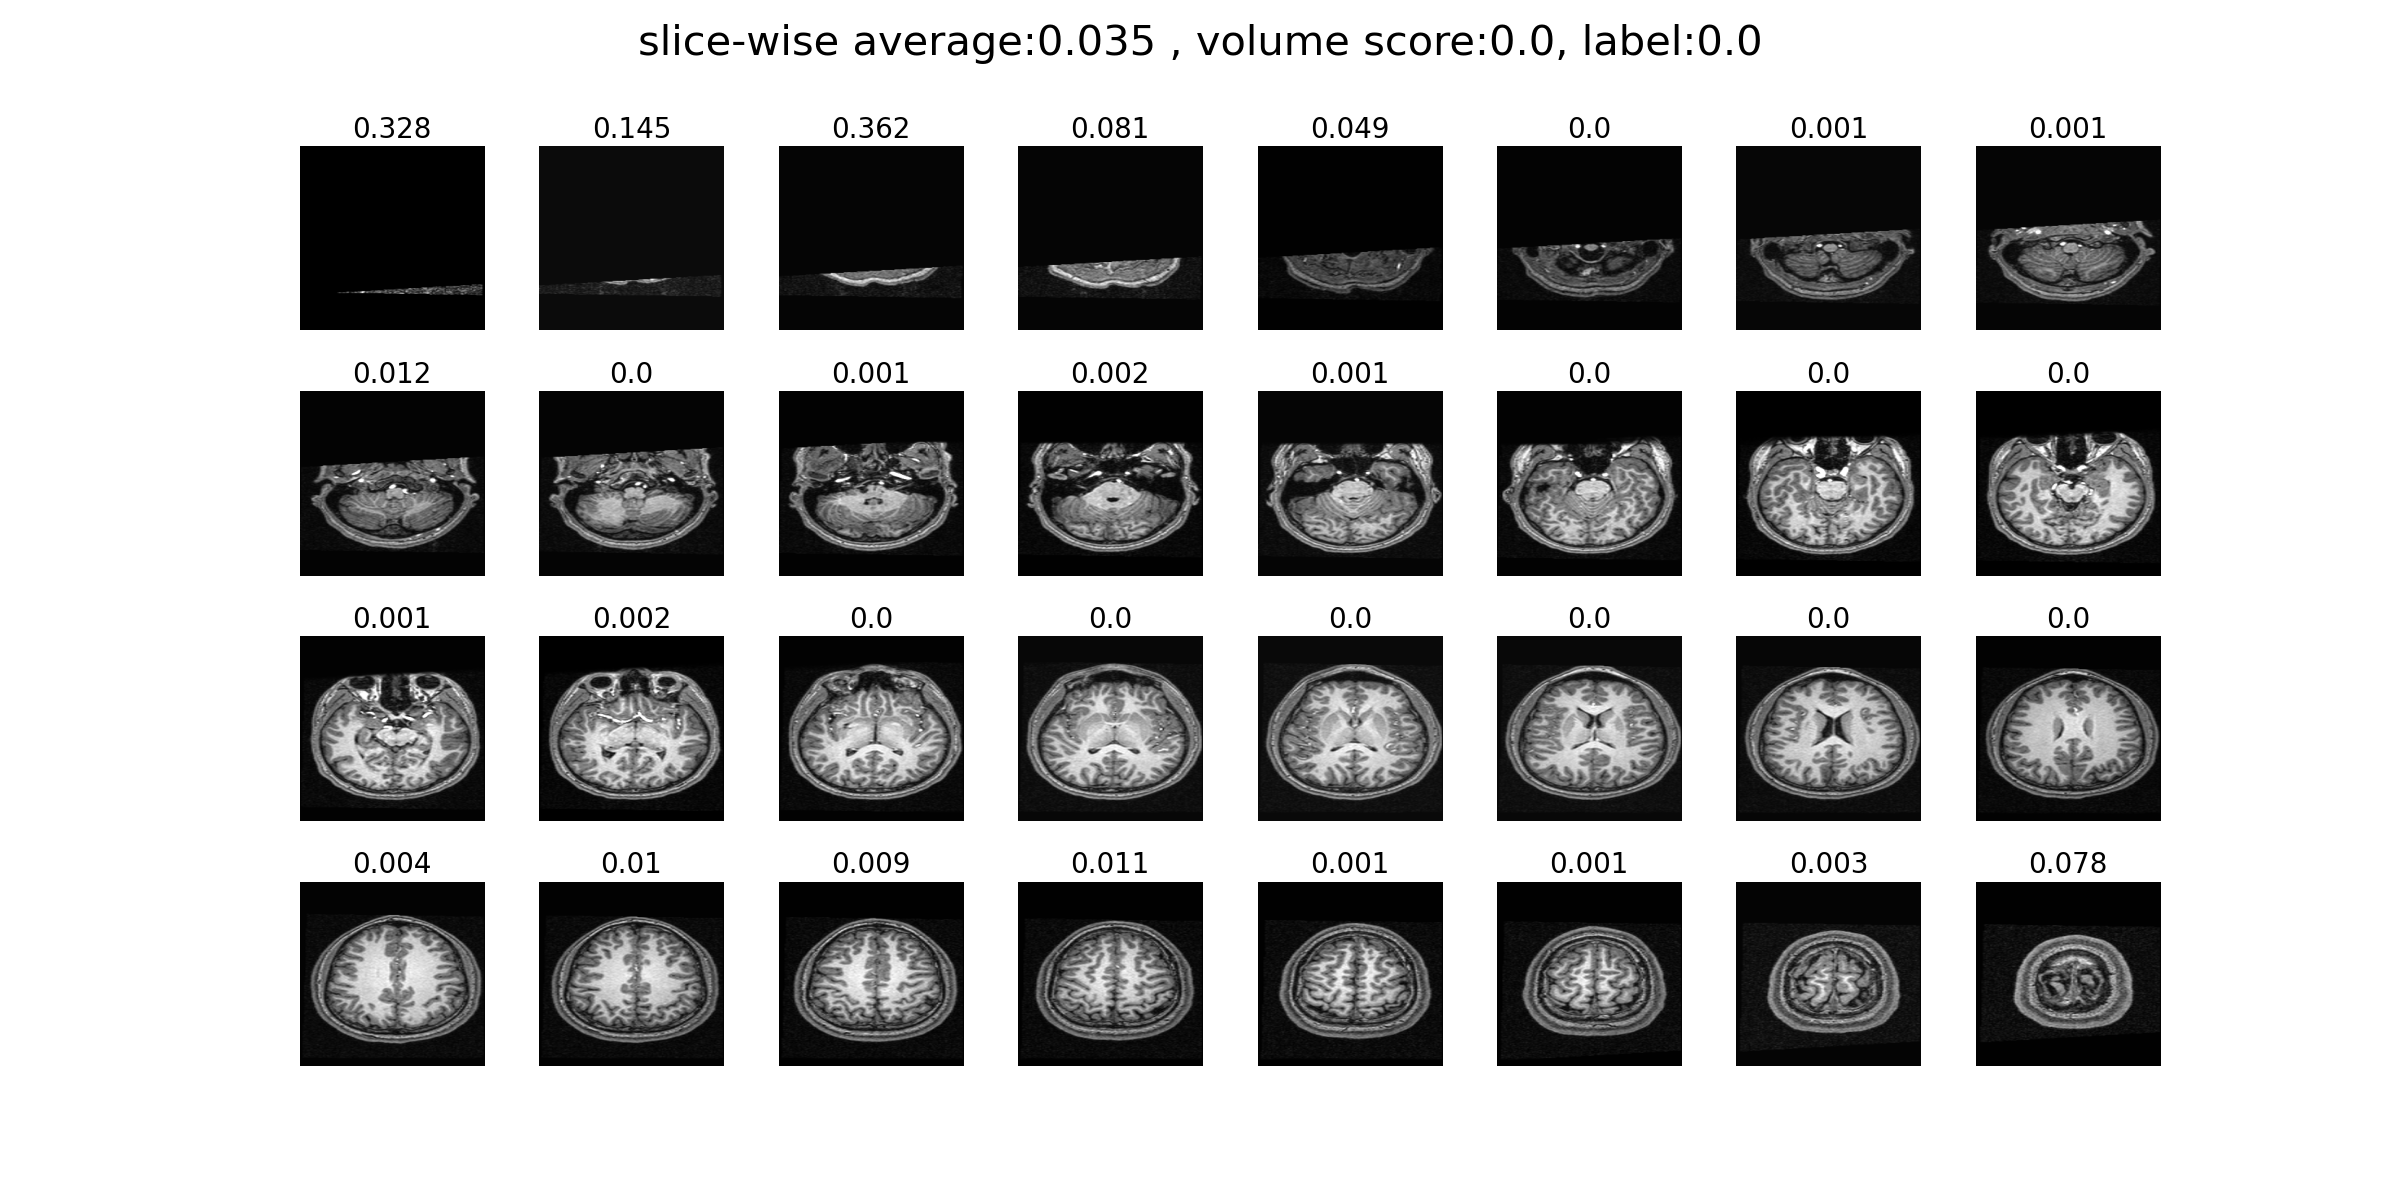 slice-wise average:0.035 , volume score:0.0, label:0.0
0.328 0.145 0.362 0.081 0.049 0.0 0.001 0.001
0.012 0.0 0.001 0.002 0.001 0.0 0.0 0.0
0.001 0.002 0.0 0.0 0.0 0.0 0.0 0.0
0.004 0.01 0.009 0.011 0.001 0.001 0.003 0.078